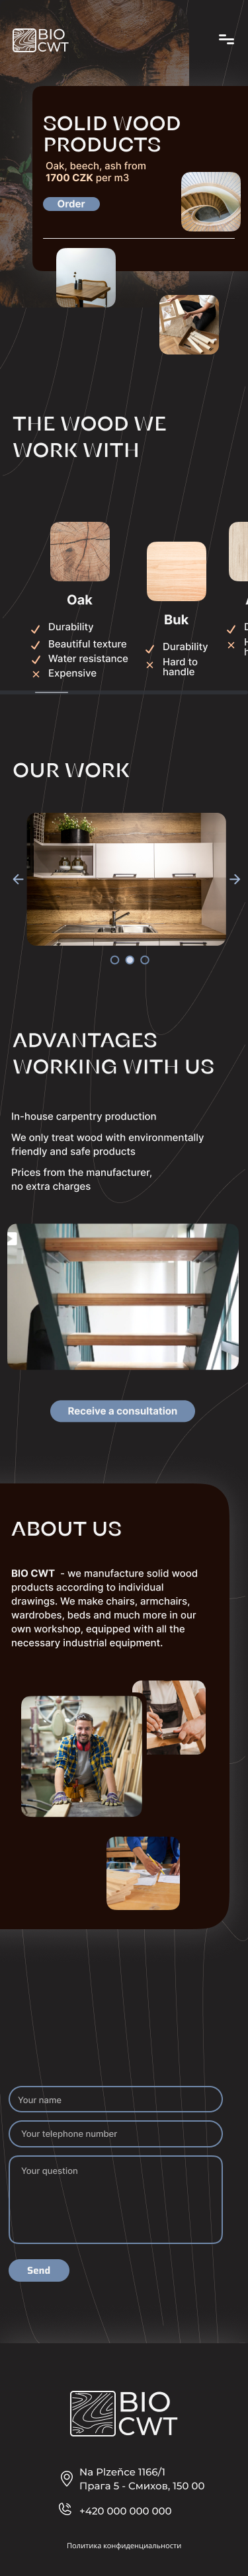 BIO
CWT
SOLID WOOD
PRODUCTS
Oak, beech, ash from
1700 CZK per m3
Order
THE WOOD WE
WORK WITH
Oak
Durability
Beautiful texture
Water resistance
Expensive
Buk
Durability
Hard to
handle
OUR WORK
ADVANTAGES
WORKING WITH US
In-house carpentry production
We only treat wood with environmentally
friendly and safe products
Prices from the manufacturer,
no extra charges
Receive a consultation
ABOUT US
BIO CWT - we manufacture solid wood
products according to individual
drawings. We make chairs, armchairs,
wardrobes, beds and much more in our
own workshop, equipped with all the
necessary industrial equipment.
Your name
Your telephone number
Your question
Send
BIO
CWT
Na Plzeňce 1166/1
Прага 5 - Смихов, 150 00
+420 000 000 000
Политика конфиденциальности